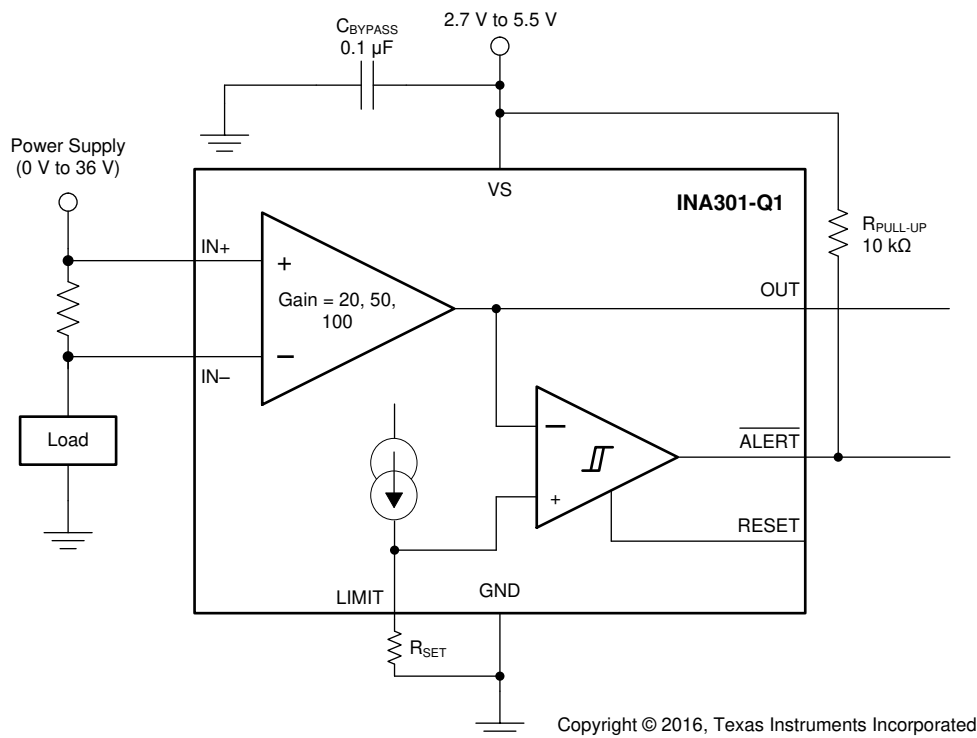 2.7 V to 5.5 V
CBYPASS
0.1 µF
Power Supply
(0 V to 36 V)
VS
INA301-Q1
RPULL-UP
10 kΩ
IN+
+
OUT
Gain = 20, 50,
100
−
IN–
Load
−
ALERT
+
RESET
LIMIT
GND
RSET
Copyright © 2016, Texas Instruments Incorporated